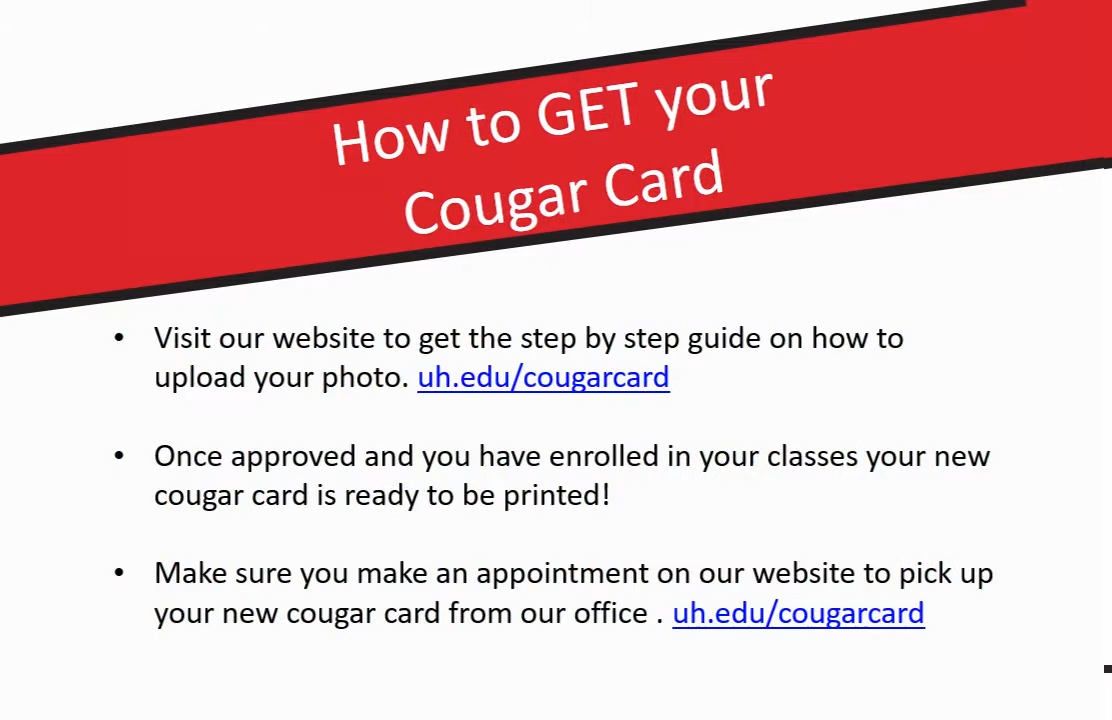 How to GET your
Cougar Card
• Visit our website to get the step by step guide on how to
upload your photo. uh.edu/cougarcard
• Once approved and you have enrolled in your classes your new
cougar card is ready to be printed!
• Make sure you make an appointment on our website to pick up
your new cougar card from our office . uh.edu/cougarcard